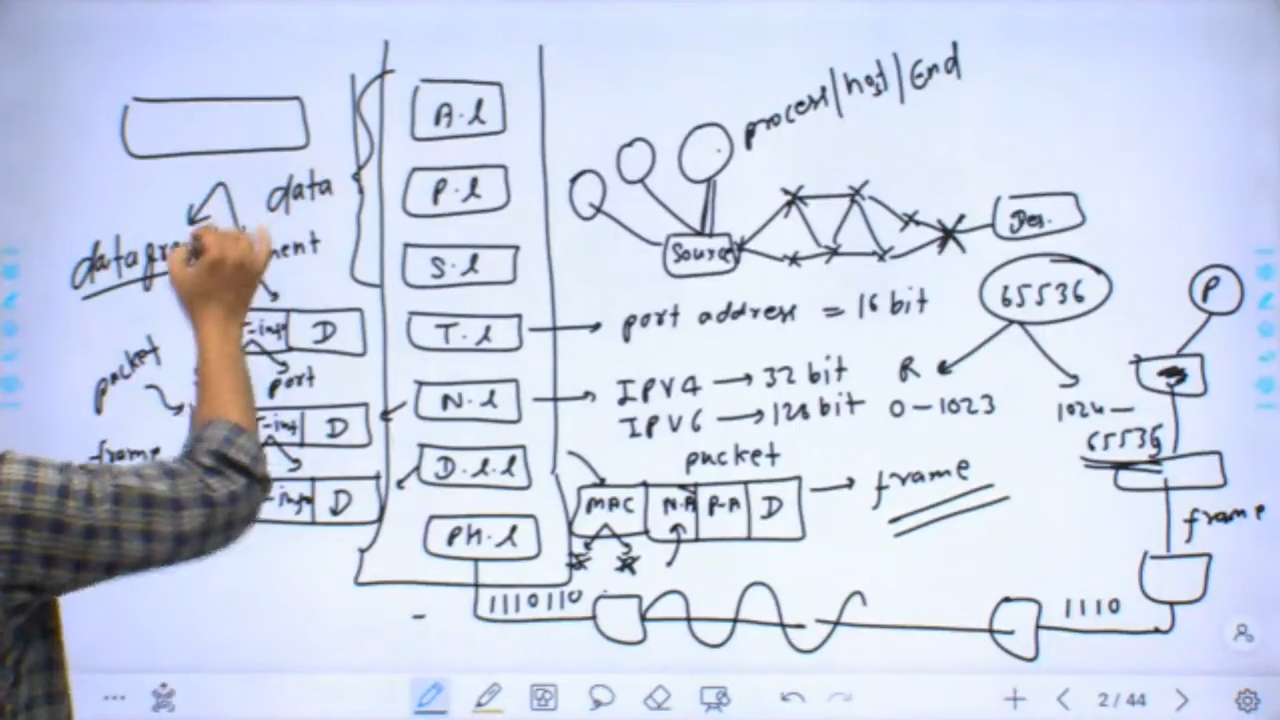 process/host/End
A.l
data
P.l
S.l
Source
Des.
65536
P
T.l
port address = 16 bit
D
port
packet
N.l
IPV4 → 32 bit
R
IPV6 → 128 bit
0-1023
1024-
65536
D
frame
D.l.l
packet
MAC
N.A
P-A
D
→ frame
D
PH.l
frame
1110110
1110
2 / 44